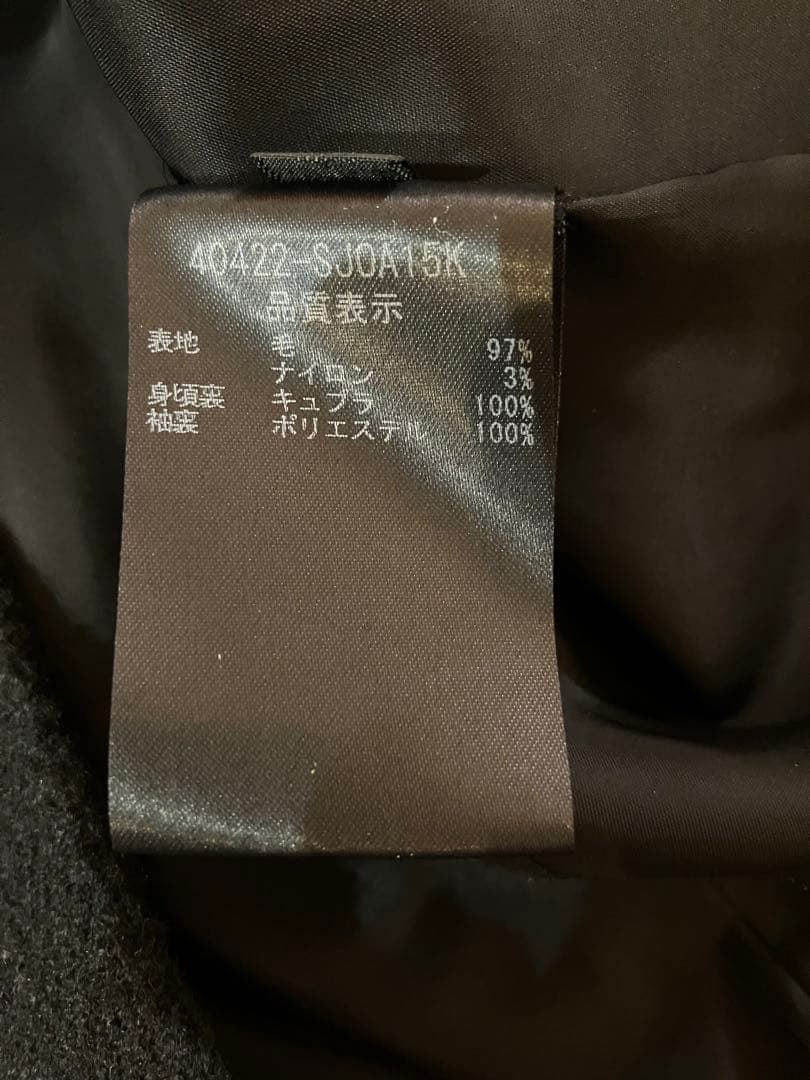 40422-SJ0A15K
品質表示
表地 毛 97%
ナイロン 3%
身頃裏 キュプラ 100%
袖裏 ポリエステル 100%